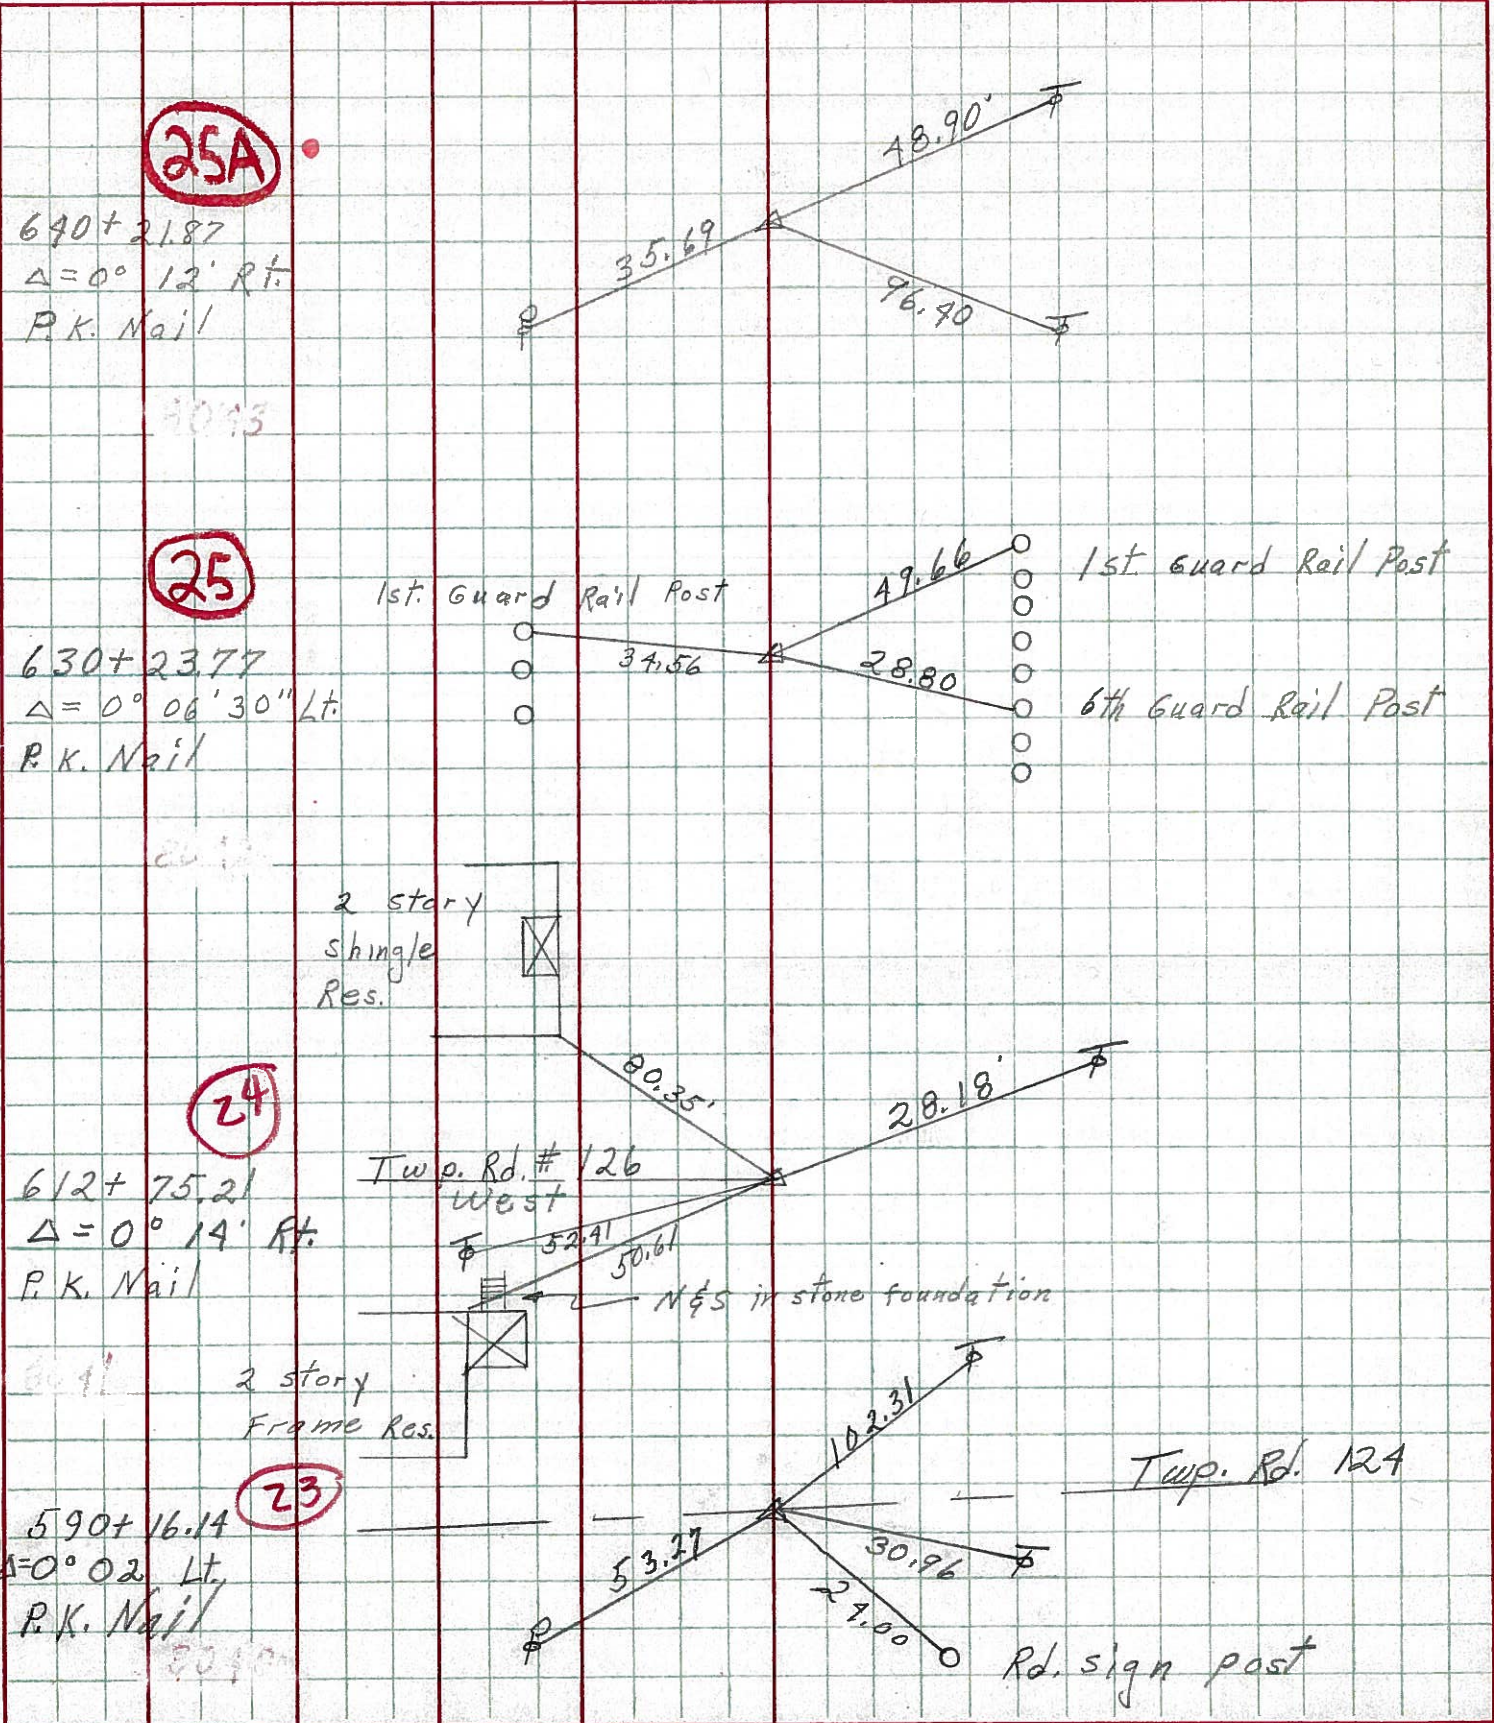 25A
640+21.87
Δ=0° 12' Rt.
P.K. Nail
48.90'
35.69
96.40
25
630+23.77
Δ= 0° 06'30" Lt.
P.K. Nail
1st. Guard Rail Post
34.56
49.66
28.80
1st. Guard Rail Post
6th Guard Rail Post
2 story
shingle
Res.
24
612+75.21
Δ=0° 14' Rt.
P.K. Nail
80.35'
28.18'
Twp. Rd. # 126
West
52.41
50.61
N&S in stone foundation
2 story
Frame Res.
23
590+16.14
Δ=0° 02 Lt.
P.K. Nail
102.31
Twp. Rd. 124
53.27
30.96
24.00
Rd. sign post